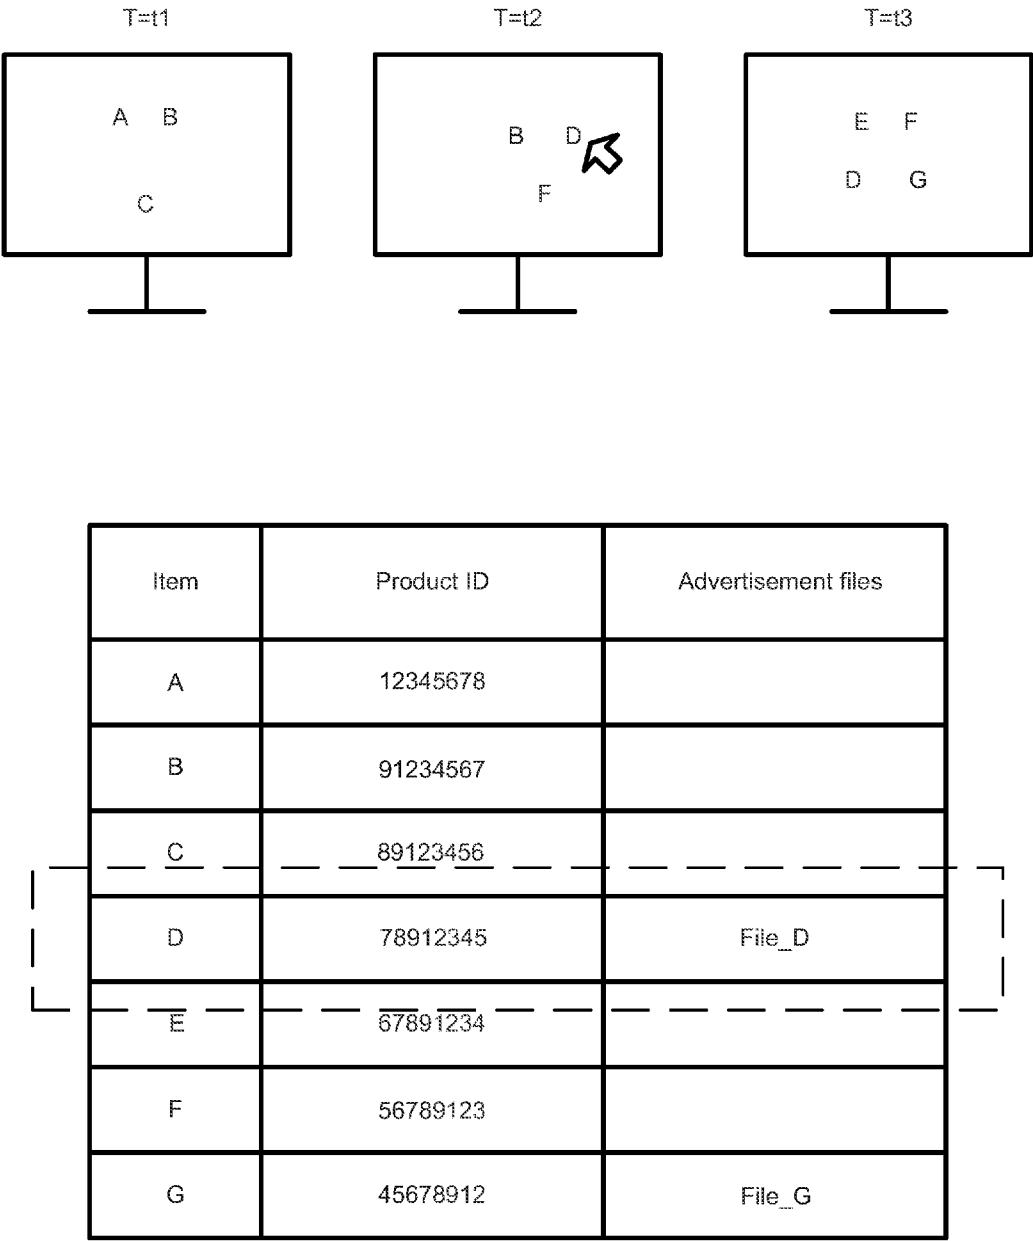 T=t1 T=t2 T=t3
A B
C
B D
F
E F
D G
Item Product ID Advertisement files
A 12345678
B 91234567
C 89123456
D 78912345 File_D
E 67891234
F 56789123
G 45678912 File_G